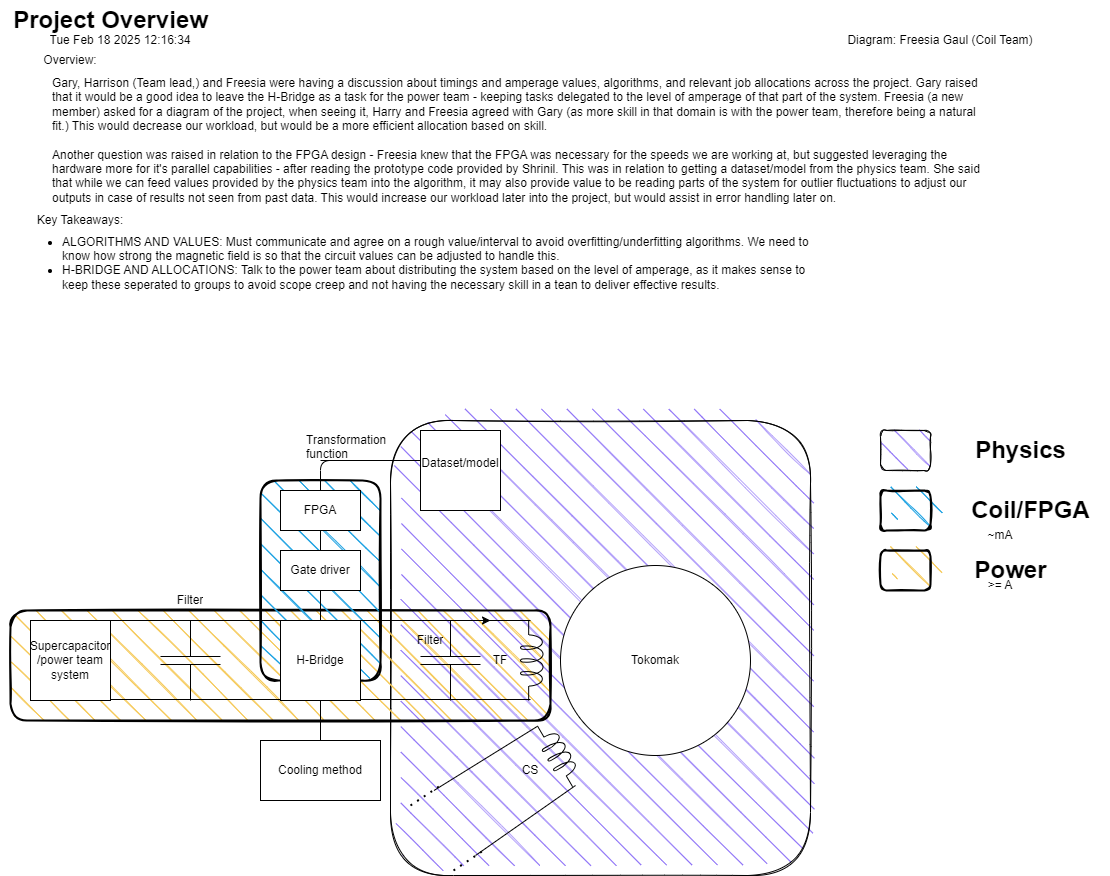 Project Overview
Tue Feb 18 2025 12:16:34
Diagram: Freesia Gaul (Coil Team)
Overview:
Gary, Harrison (Team lead,) and Freesia were having a discussion about timings and amperage values, algorithms, and relevant job allocations across the project. Gary raised
that it would be a good idea to leave the H-Bridge as a task for the power team - keeping tasks delegated to the level of amperage of that part of the system. Freesia (a new
member) asked for a diagram of the project, when seeing it, Harry and Freesia agreed with Gary (as more skill in that domain is with the power team, therefore being a natural
fit.) This would decrease our workload, but would be a more efficient allocation based on skill.
Another question was raised in relation to the FPGA design - Freesia knew that the FPGA was necessary for the speeds we are working at, but suggested leveraging the
hardware more for it's parallel capabilities - after reading the prototype code provided by Shrinil. This was in relation to getting a dataset/model from the physics team. She said
that while we can feed values provided by the physics team into the algorithm, it may also provide value to be reading parts of the system for outlier fluctuations to adjust our
outputs in case of results not seen from past data. This would increase our workload later into the project, but would assist in error handling later on.
Key Takeaways:
• ALGORITHMS AND VALUES: Must communicate and agree on a rough value/interval to avoid overfitting/underfitting algorithms. We need to
know how strong the magnetic field is so that the circuit values can be adjusted to handle this.
• H-BRIDGE AND ALLOCATIONS: Talk to the power team about distributing the system based on the level of amperage, as it makes sense to
keep these seperated to groups to avoid scope creep and not having the necessary skill in a tean to deliver effective results.
Transformation
function
Dataset/model
FPGA
Gate driver
Filter
Supercapacitor
/power team
system
H-Bridge
Filter
TF
Tokomak
Cooling method
CS
Physics
Coil/FPGA
~mA
Power
>= A